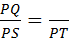 PQ/PS = /PT